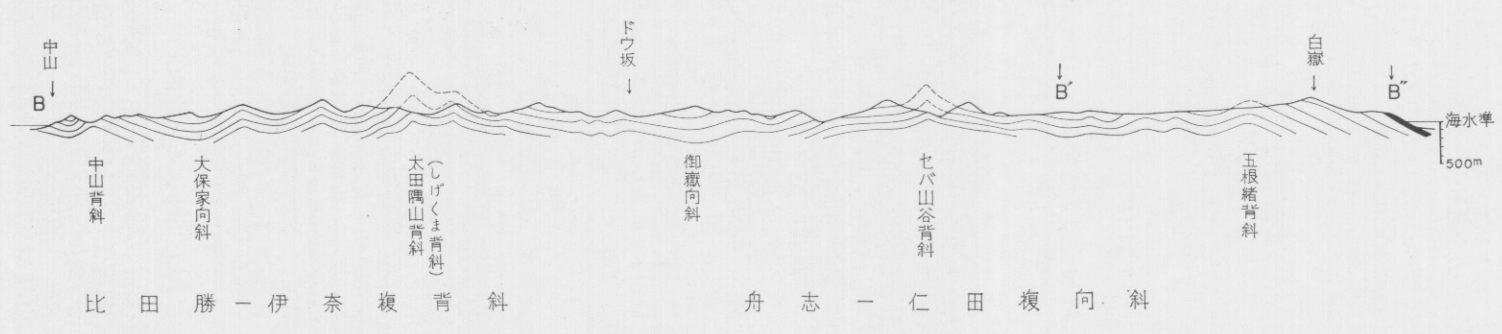 中山
ドウ坂
白嶽
B
B′
B″
海水準
500m
中山背斜
大保家向斜
太田隅山背斜
(しげくま背斜)
御嶽向斜
セバ山谷背斜
五根緒背斜
比田勝ー伊奈複背斜
舟志ー仁田複向斜